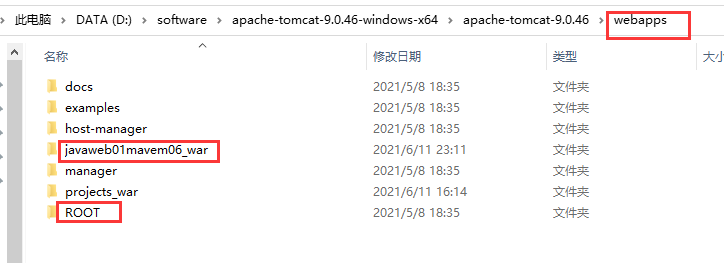 此电脑 > DATA (D:) > software > apache-tomcat-9.0.46-windows-x64 > apache-tomcat-9.0.46 > webapps
名称 修改日期 类型 大小
docs 2021/5/8 18:35 文件夹
examples 2021/5/8 18:35 文件夹
host-manager 2021/5/8 18:35 文件夹
javaweb01mavem06_war 2021/6/11 23:11 文件夹
manager 2021/5/8 18:35 文件夹
projects_war 2021/6/11 16:14 文件夹
ROOT 2021/5/8 18:35 文件夹